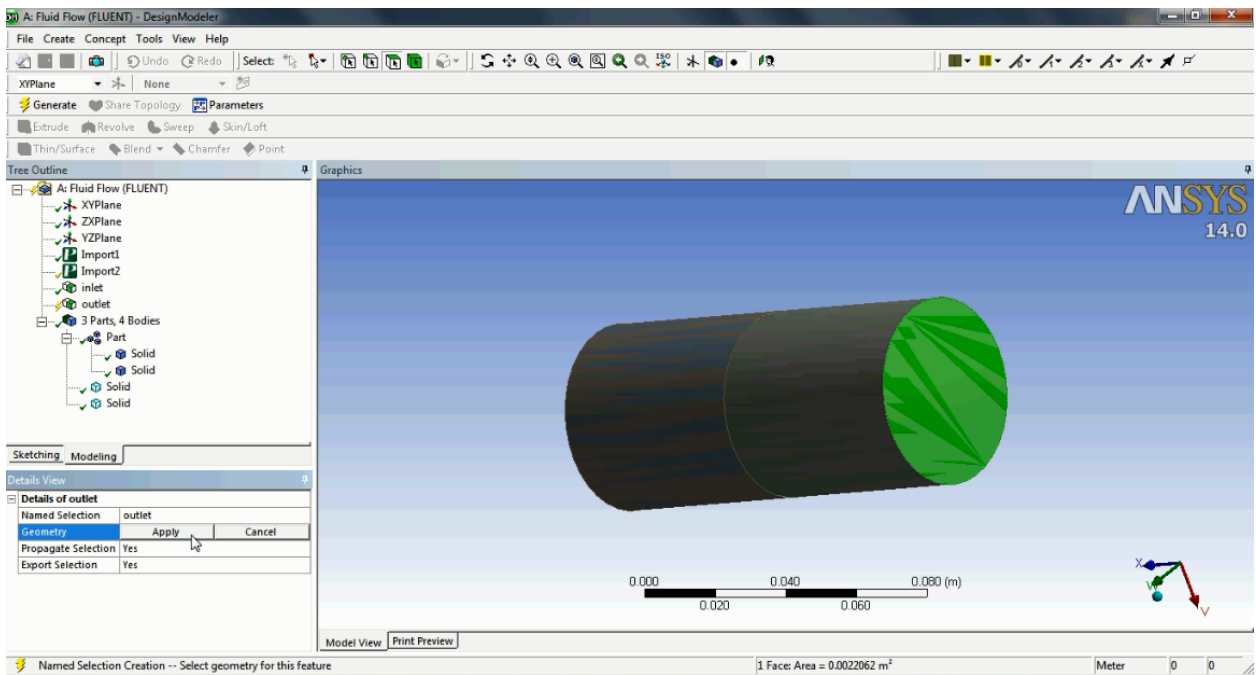 A: Fluid Flow (FLUENT) - DesignModeler
File Create Concept Tools View Help
Undo Redo Select:
XYPlane None
Generate Share Topology Parameters
Extrude Revolve Sweep Skin/Loft
Thin/Surface Blend Chamfer Point
Tree Outline
A: Fluid Flow (FLUENT)
XYPlane
ZXPlane
YZPlane
Import1
Import2
inlet
outlet
3 Parts, 4 Bodies
Part
Solid
Solid
Solid
Solid
Sketching Modeling
Details View
Details of outlet
Named Selection outlet
Geometry Apply Cancel
Propagate Selection Yes
Export Selection Yes
Graphics
ANSYS
14.0
0.000 0.040 0.080 (m)
0.020 0.060
X
Y
Model View Print Preview
Named Selection Creation -- Select geometry for this feature 1 Face: Area = 0.0022062 m² Meter 0 0